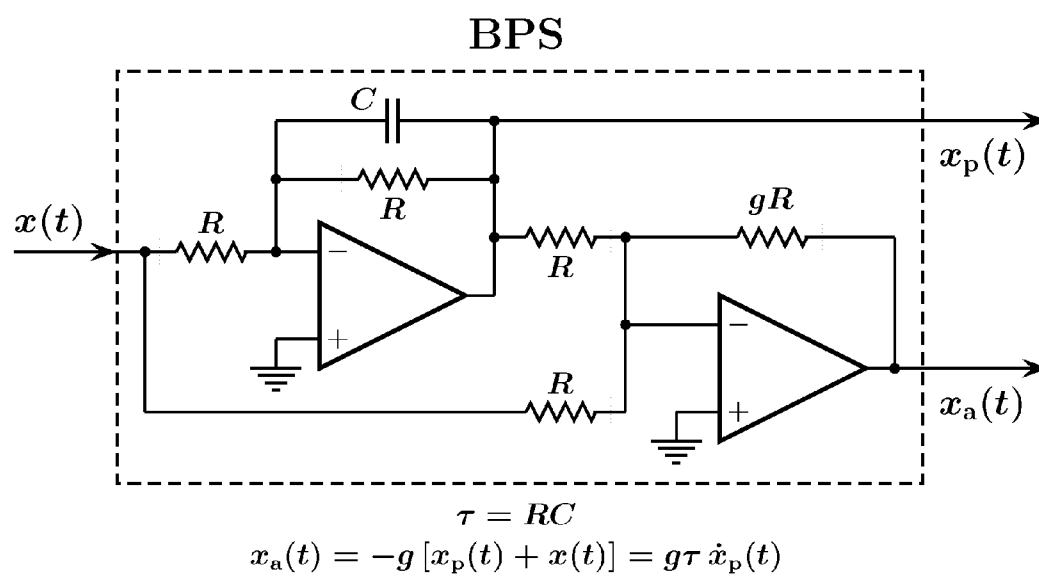 BPS
C
x_p(t)
R
gR
x(t)
R
−
R
+
−
R
x_a(t)
+
τ = RC
x_a(t) = −g [x_p(t) + x(t)] = gτ ẋ_p(t)